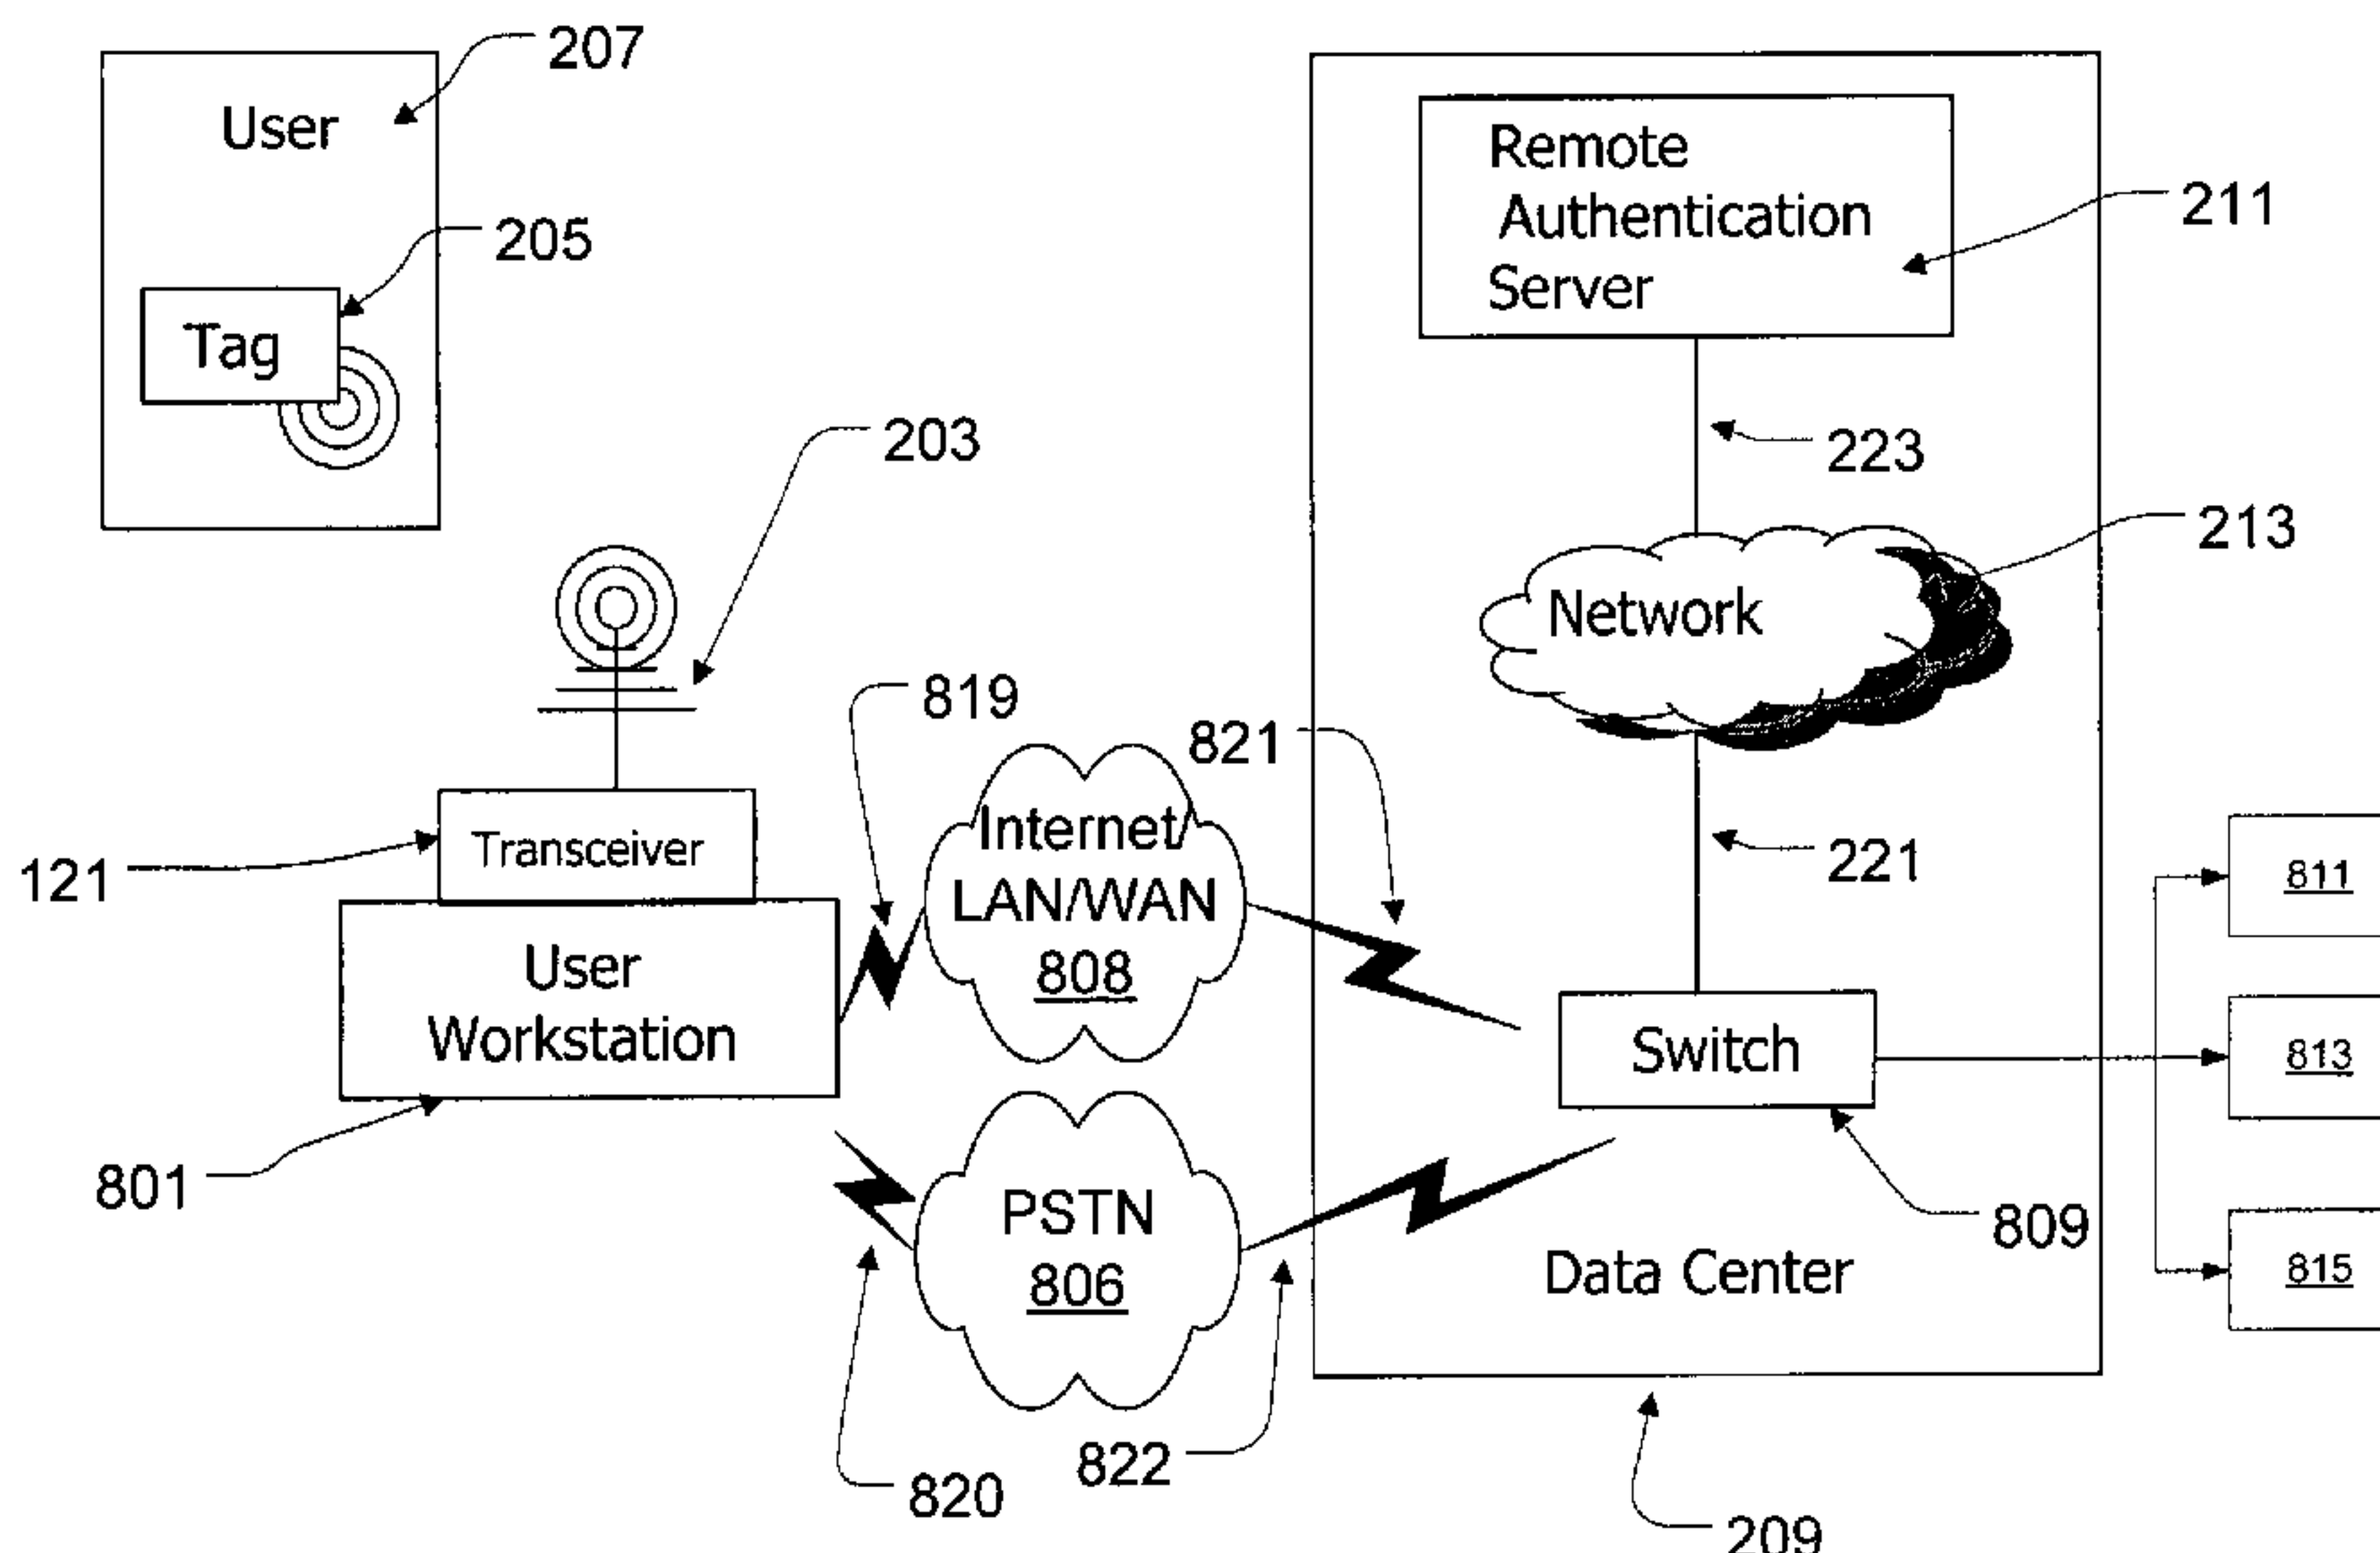 207
User
205
Tag
203
Remote
Authentication
Server
211
223
213
Network
819
821
Internet/
LAN/WAN
808
121
Transceiver
User
Workstation
801
221
811
813
815
Switch
809
PSTN
806
Data Center
820
822
209